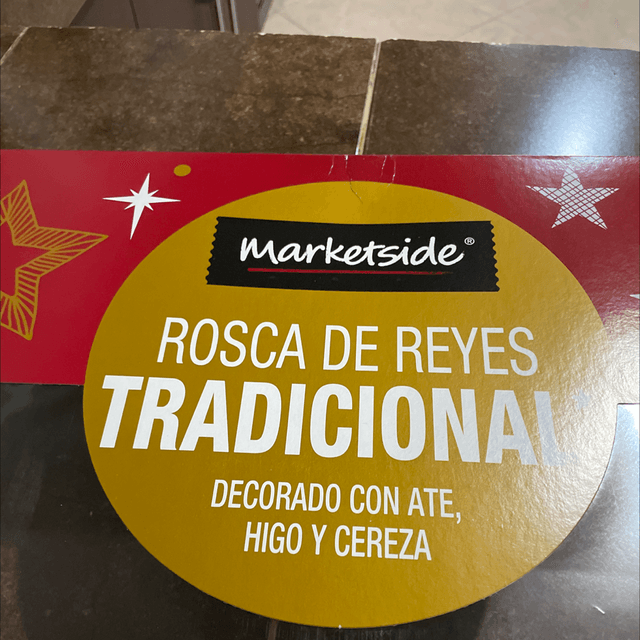 Marketside®
ROSCA DE REYES
TRADICIONAL
DECORADO CON ATE,
HIGO Y CEREZA